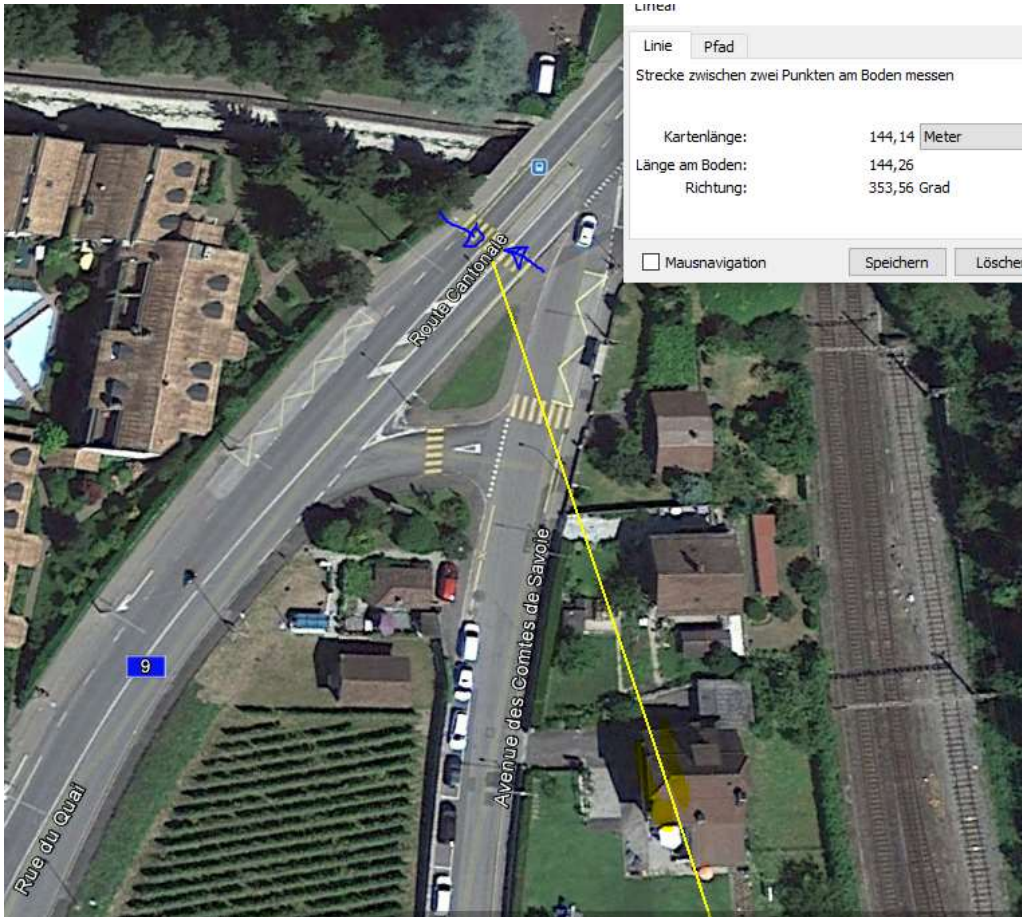 Lineal
Linie
Pfad
Strecke zwischen zwei Punkten am Boden messen
Kartenlänge:
144,14
Meter
Länge am Boden:
144,26
Richtung:
353,56 Grad
Mausnavigation
Speichern
Löschen
Route Cantonale
Avenue des Comtes de Savoie
9
Rue du Quai